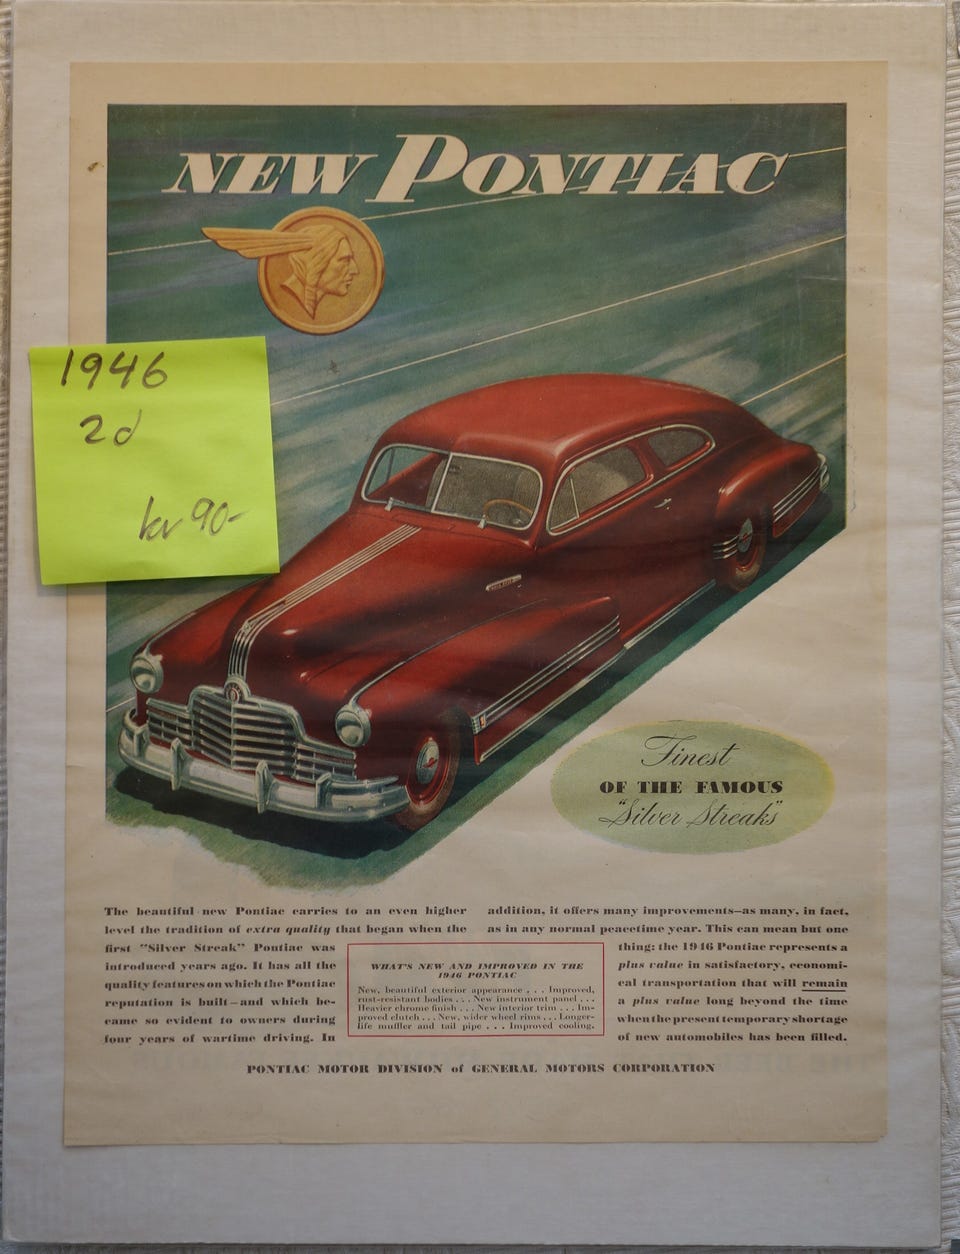 NEW PONTIAC
1946
2d
kr 90-
Finest
OF THE FAMOUS
"Silver Streaks"
The beautiful new Pontiac carries to an even higher
level the tradition of extra quality that began when the
first "Silver Streak" Pontiac was
introduced years ago. It has all the
quality features on which the Pontiac
reputation is built—and which be-
came so evident to owners during
four years of wartime driving. In
addition, it offers many improvements—as many, in fact,
as in any normal peacetime year. This can mean but one
thing: the 1946 Pontiac represents a
plus value in satisfactory, economi-
cal transportation that will remain
a plus value long beyond the time
when the present temporary shortage
of new automobiles has been filled.
WHAT'S NEW AND IMPROVED IN THE
1946 PONTIAC
New, beautiful exterior appearance . . . Improved,
rust-resistant bodies . . . New instrument panel . . .
Heavier chrome finish . . . New interior trim . . . Im-
proved clutch . . . New, wider wheel rims . . . Longer-
life muffler and tail pipe . . . Improved cooling.
PONTIAC MOTOR DIVISION of GENERAL MOTORS CORPORATION